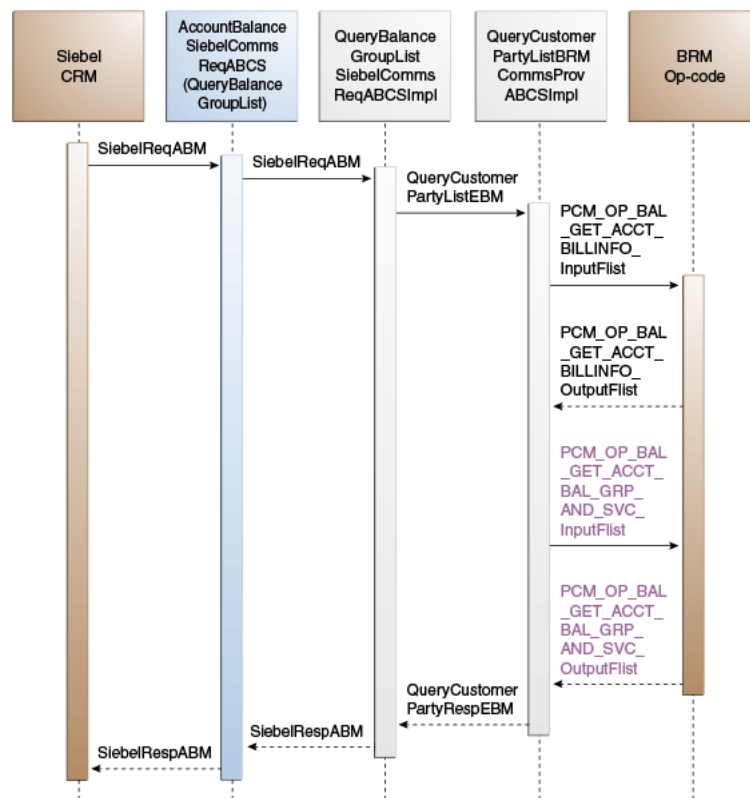 Siebel
CRM
AccountBalance
SiebelComms
ReqABCS
(QueryBalance
GroupList)
QueryBalance
GroupList
SiebelComms
ReqABCSImpl
QueryCustomer
PartyListBRM
CommsProv
ABCSImpl
BRM
Op-code
SiebelReqABM
SiebelReqABM
QueryCustomer
PartyListEBM
PCM_OP_BAL
_GET_ACCT_
BILLINFO_
InputFlist
PCM_OP_BAL
_GET_ACCT_
BILLINFO_
OutputFlist
PCM_OP_BAL
_GET_ACCT_
BAL_GRP_
AND_SVC_
InputFlist
PCM_OP_BAL
_GET_ACCT_
BAL_GRP_
AND_SVC_
OutputFlist
QueryCustomer
PartyRespEBM
SiebelRespABM
SiebelRespABM